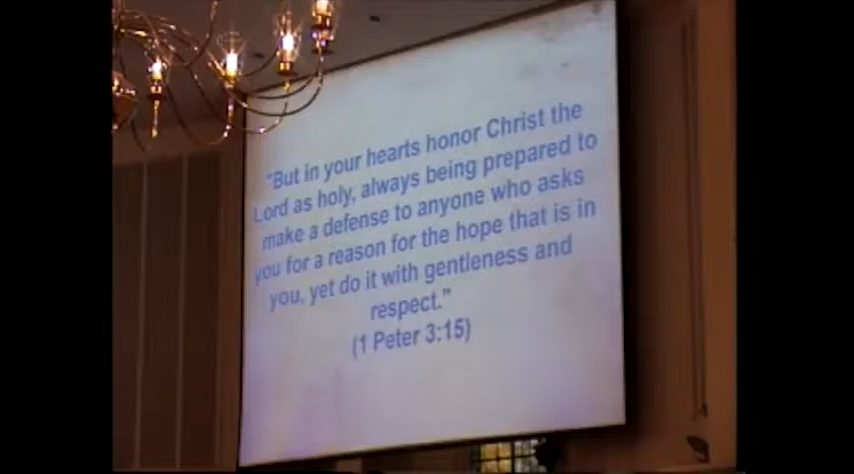 "But in your hearts honor Christ the
Lord as holy, always being prepared to
make a defense to anyone who asks
you for a reason for the hope that is in
you, yet do it with gentleness and
respect."
(1 Peter 3:15)